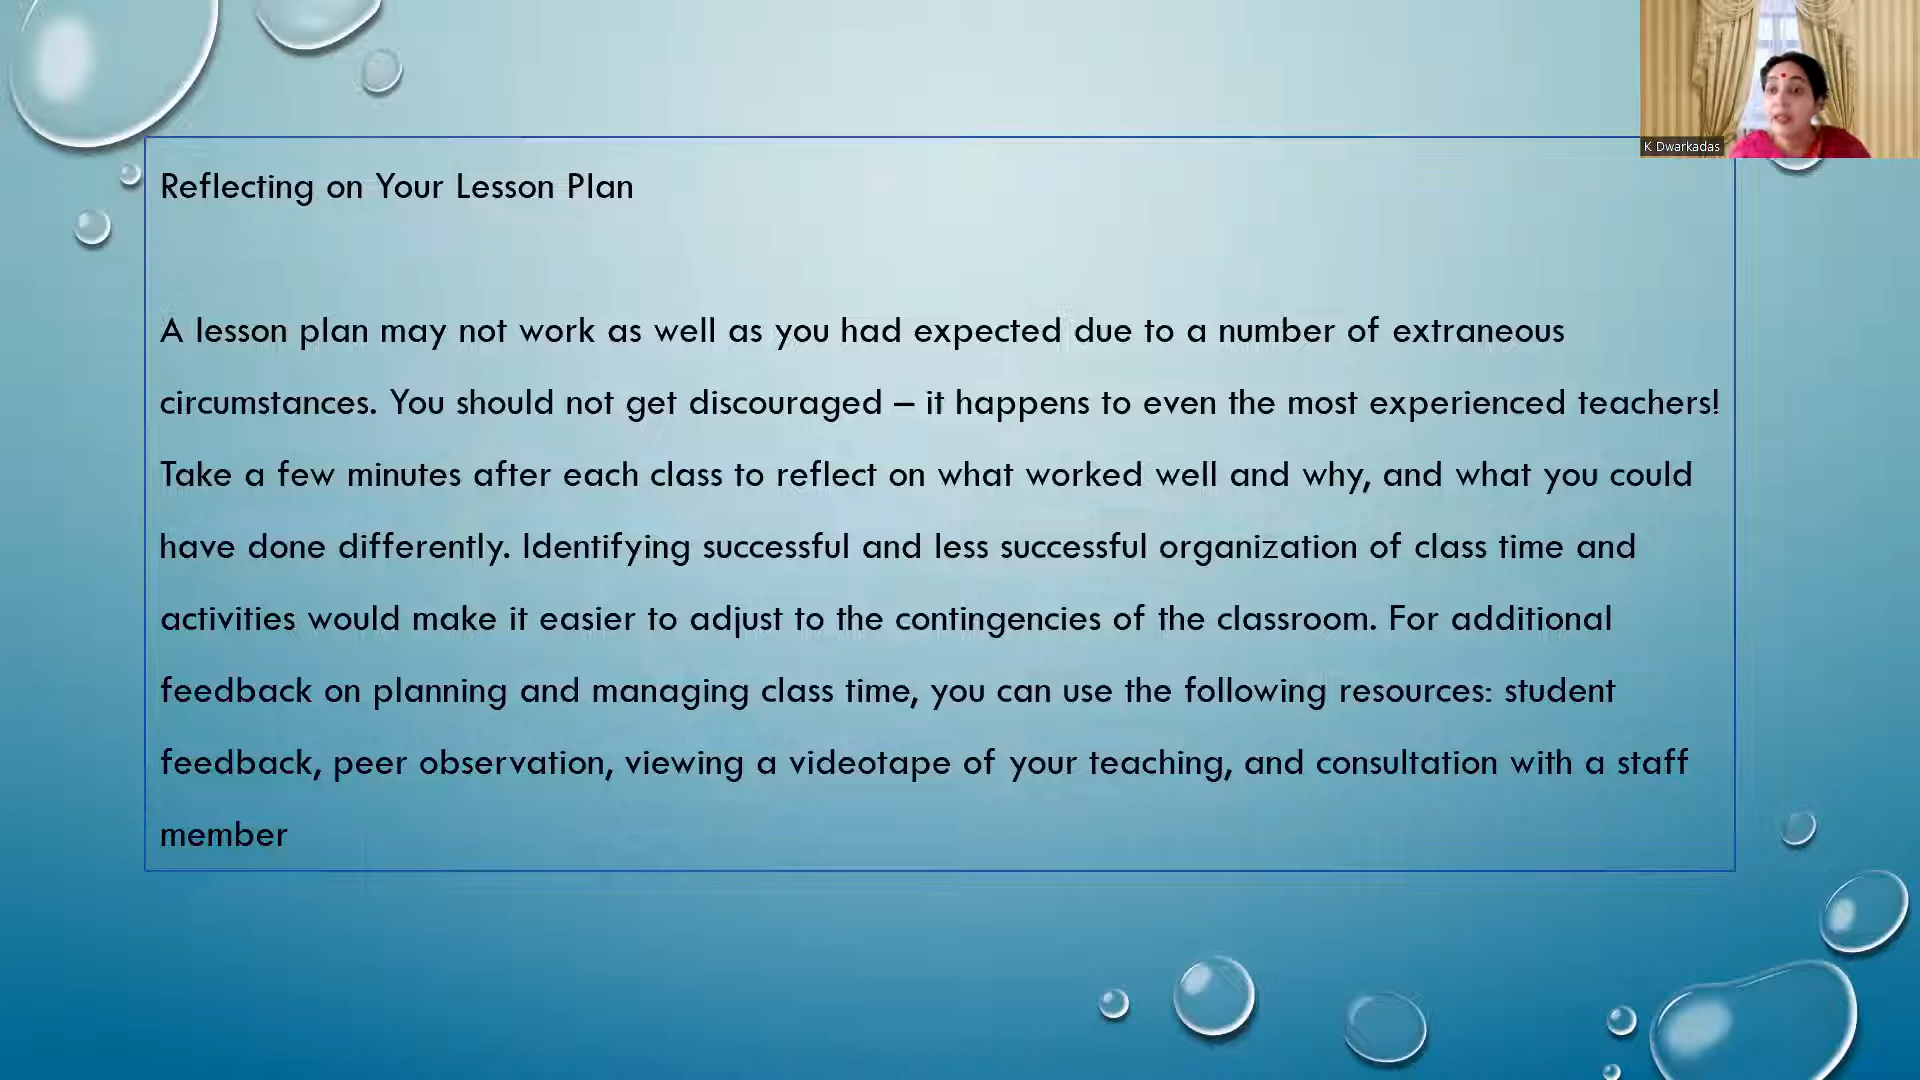 K Dwarkadas
Reflecting on Your Lesson Plan
A lesson plan may not work as well as you had expected due to a number of extraneous
circumstances. You should not get discouraged – it happens to even the most experienced teachers!
Take a few minutes after each class to reflect on what worked well and why, and what you could
have done differently. Identifying successful and less successful organization of class time and
activities would make it easier to adjust to the contingencies of the classroom. For additional
feedback on planning and managing class time, you can use the following resources: student
feedback, peer observation, viewing a videotape of your teaching, and consultation with a staff
member